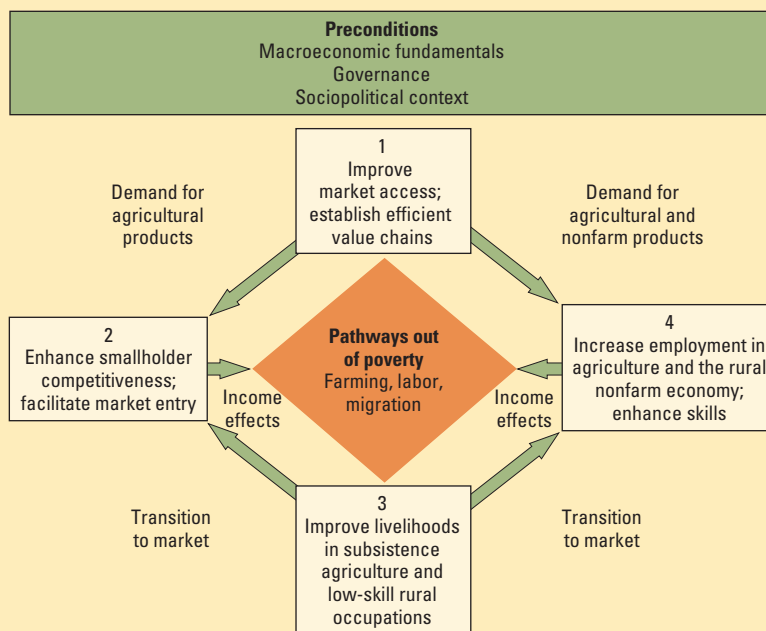 Preconditions
Macroeconomic fundamentals
Governance
Sociopolitical context
1
Improve
market access;
establish efficient
value chains
Demand for
agricultural
products
Demand for
agricultural and
nonfarm products
2
Enhance smallholder
competitiveness;
facilitate market entry
Pathways out
of poverty
Farming, labor,
migration
4
Increase employment in
agriculture and the rural
nonfarm economy;
enhance skills
Income
effects
Income
effects
Transition
to market
3
Improve livelihoods
in subsistence
agriculture and
low-skill rural
occupations
Transition
to market